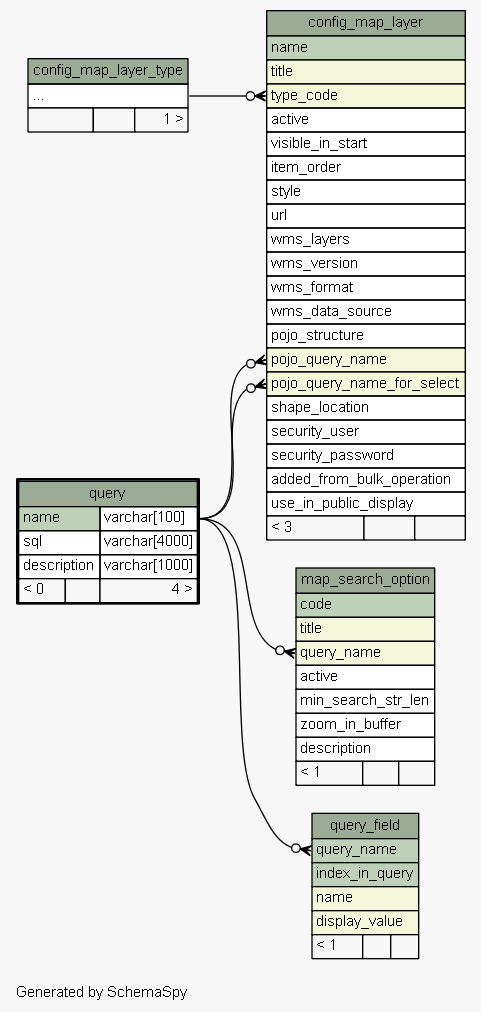 config_map_layer
name
title
type_code
active
visible_in_start
item_order
style
url
wms_layers
wms_version
wms_format
wms_data_source
pojo_structure
pojo_query_name
pojo_query_name_for_select
shape_location
security_user
security_password
added_from_bulk_operation
use_in_public_display
< 3
config_map_layer_type
...
1 >
query
name varchar[100]
sql varchar[4000]
description varchar[1000]
< 0 4 >
map_search_option
code
title
query_name
active
min_search_str_len
zoom_in_buffer
description
< 1
query_field
query_name
index_in_query
name
display_value
< 1
Generated by SchemaSpy